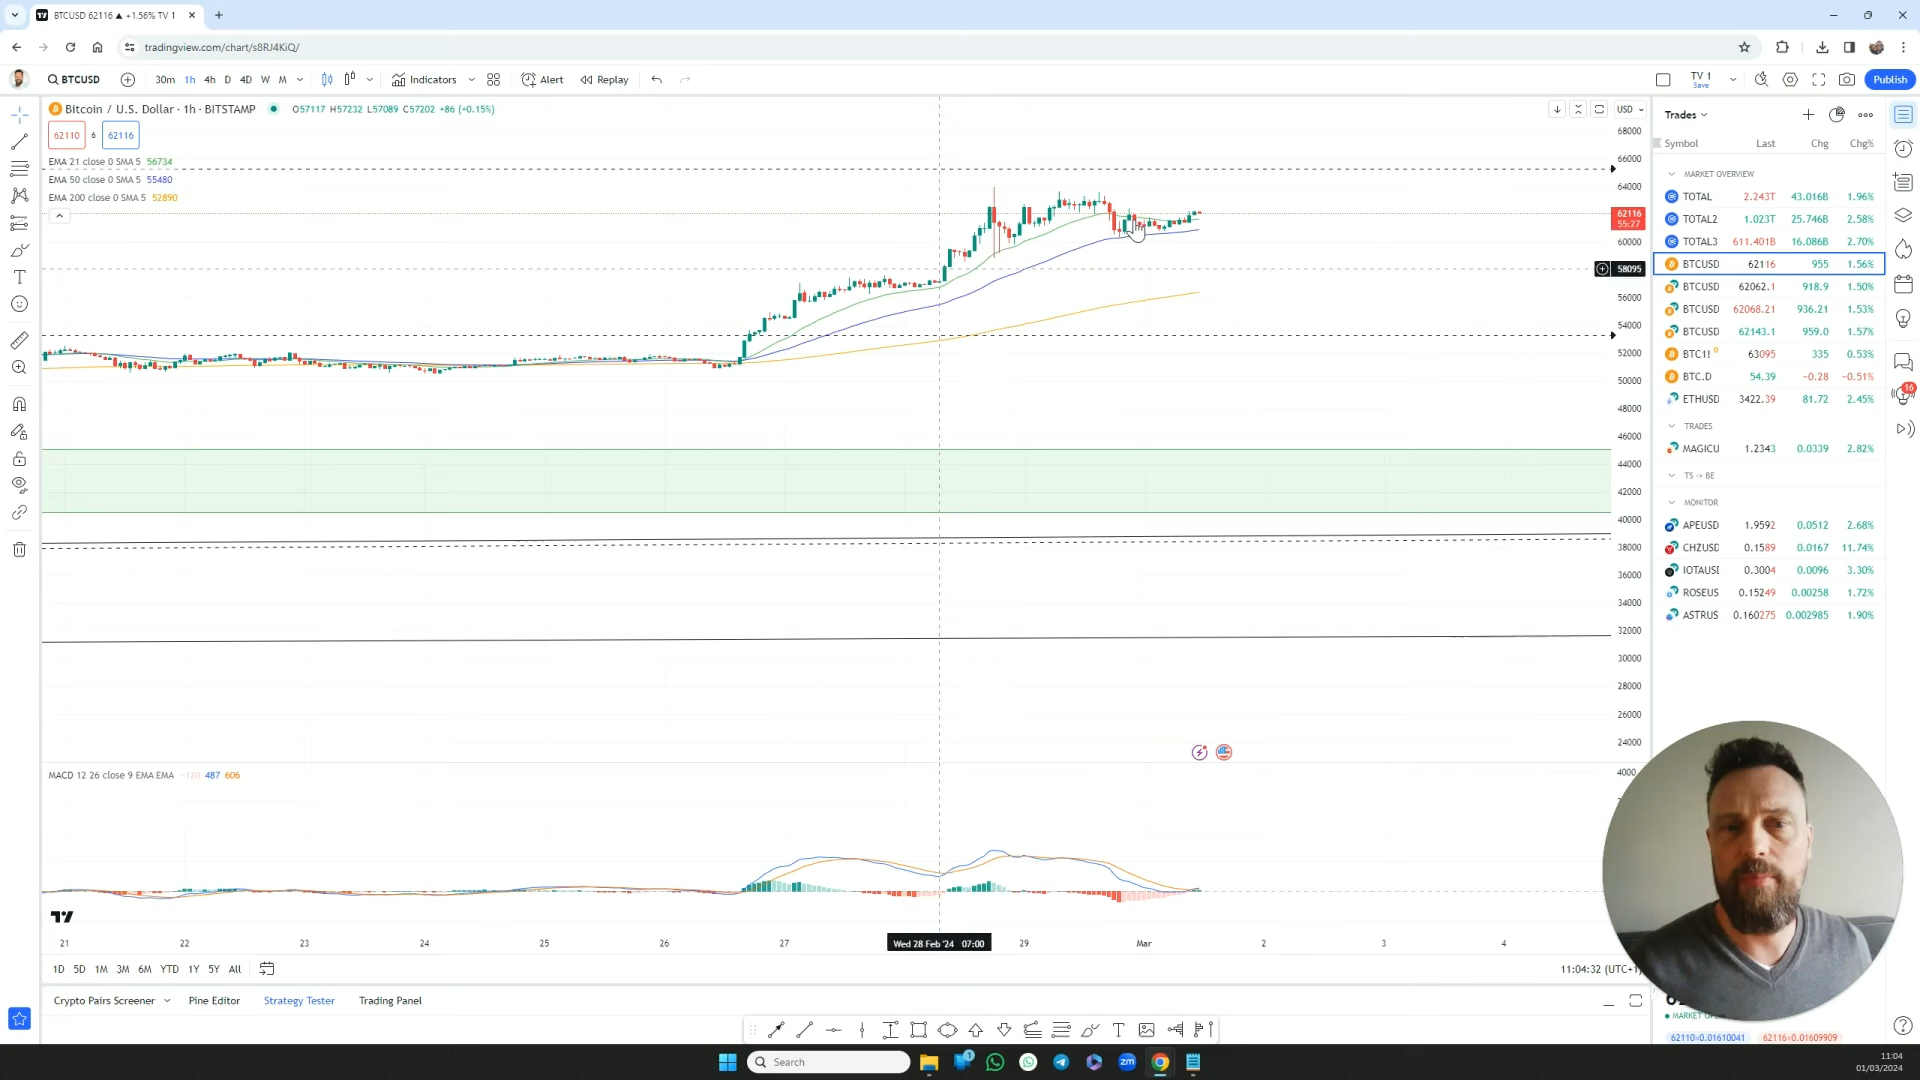 BTCUSD 62116 ▲ +1.56% TV 1
tradingview.com/chart/s8RJ4KiQ/
BTCUSD 30m 1h 4h D 4D W M Indicators Alert Replay TV 1 Save Publish
Bitcoin / U.S. Dollar · 1h · BITSTAMP O57117 H57232 L57089 C57202 +86 (+0.15%)
62110 6 62116
EMA 21 close 0 SMA 5 56734
EMA 50 close 0 SMA 5 55480
EMA 200 close 0 SMA 5 52890
USD
68000
66000
64000
62116
55:27
60000
58095
56000
54000
52000
50000
48000
46000
44000
42000
40000
38000
36000
34000
32000
30000
28000
26000
24000
MACD 12 26 close 9 EMA EMA −120 487 606
4000
21 22 23 24 25 26 27 Wed 28 Feb '24 07:00 29 Mar 2 3 4
1D 5D 1M 3M 6M YTD 1Y 5Y All 11:04:32 (UTC+1
Crypto Pairs Screener Pine Editor Strategy Tester Trading Panel
Trades
Symbol Last Chg Chg%
MARKET OVERVIEW
TOTAL 2.243T 43.016B 1.96%
TOTAL2 1.023T 25.746B 2.58%
TOTAL3 611.401B 16.086B 2.70%
BTCUSD 62116 955 1.56%
BTCUSD 62062.1 918.9 1.50%
BTCUSD 62068.21 936.21 1.53%
BTCUSD 62143.1 959.0 1.57%
BTC1! D 63095 335 0.53%
BTC.D 54.39 −0.28 −0.51%
ETHUSD 3422.39 81.72 2.45%
TRADES
MAGICU 1.2343 0.0339 2.82%
TS -> BE
MONITOR
APEUSD 1.9592 0.0512 2.68%
CHZUSD 0.1589 0.0167 11.74%
IOTAUSI 0.3004 0.0096 3.30%
ROSEUS 0.15249 0.00258 1.72%
ASTRUS 0.160275 0.002985 1.90%
16
MARKET OPEN
62110×0.01610041 62116×0.01609909
Search
1
zm
11:04
01/03/2024